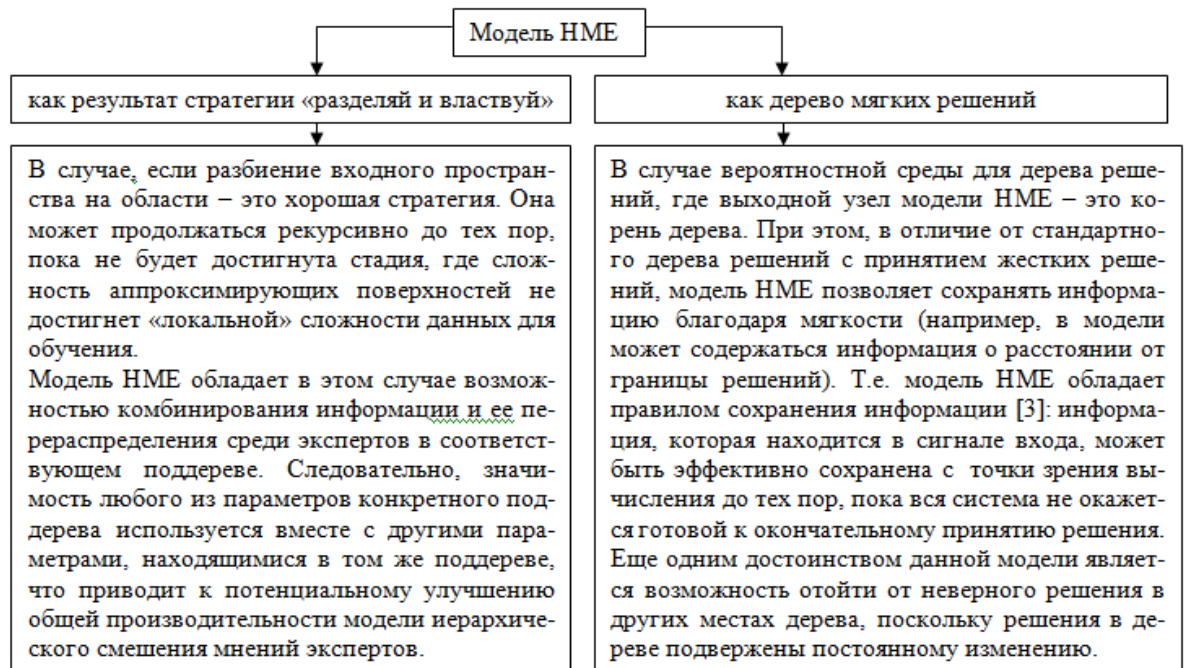 Модель HME
как результат стратегии «разделяй и властвуй»
В случае, если разбиение входного простран-
ства на области – это хорошая стратегия. Она
может продолжаться рекурсивно до тех пор,
пока не будет достигнута стадия, где слож-
ность аппроксимирующих поверхностей не
достигнет «локальной» сложности данных для
обучения.
Модель HME обладает в этом случае возмож-
ностью комбинирования информации и ее пе-
рераспределения среди экспертов в соответст-
вующем поддереве. Следовательно, значи-
мость любого из параметров конкретного под-
дерева используется вместе с другими пара-
метрами, находящимися в том же поддереве,
что приводит к потенциальному улучшению
общей производительности модели иерархиче-
ского смешения мнений экспертов.
как дерево мягких решений
В случае вероятностной среды для дерева реше-
ний, где выходной узел модели HME – это ко-
рень дерева. При этом, в отличие от стандартно-
го дерева решений с принятием жестких реше-
ний, модель HME позволяет сохранять информа-
цию благодаря мягкости (например, в модели
может содержаться информация о расстоянии от
границы решений). Т.е. модель HME обладает
правилом сохранения информации [3]: информа-
ция, которая находится в сигнале входа, может
быть эффективно сохранена с точки зрения вы-
числения до тех пор, пока вся система не окажет-
ся готовой к окончательному принятию решения.
Еще одним достоинством данной модели являет-
ся возможность отойти от неверного решения в
других местах дерева, поскольку решения в де-
реве подвержены постоянному изменению.